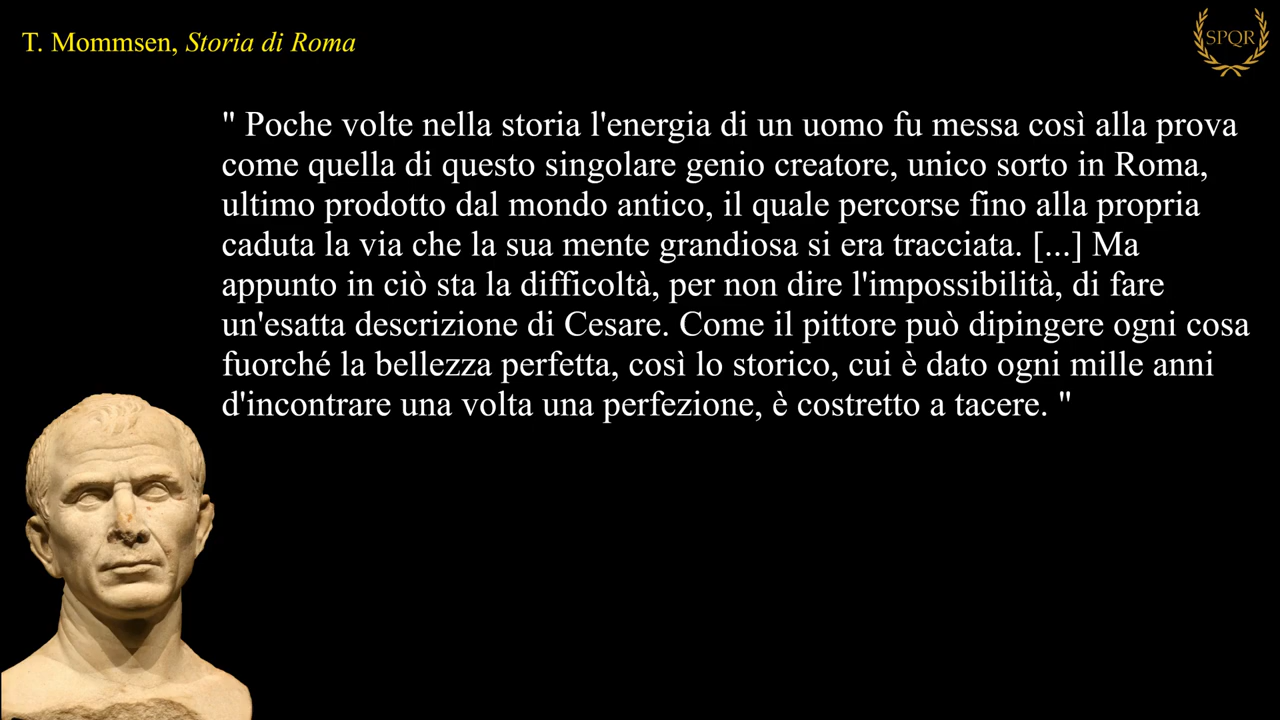 T. Mommsen, Storia di Roma
SPQR
" Poche volte nella storia l'energia di un uomo fu messa così alla prova
come quella di questo singolare genio creatore, unico sorto in Roma,
ultimo prodotto dal mondo antico, il quale percorse fino alla propria
caduta la via che la sua mente grandiosa si era tracciata. [...] Ma
appunto in ciò sta la difficoltà, per non dire l'impossibilità, di fare
un'esatta descrizione di Cesare. Come il pittore può dipingere ogni cosa
fuorché la bellezza perfetta, così lo storico, cui è dato ogni mille anni
d'incontrare una volta una perfezione, è costretto a tacere. "